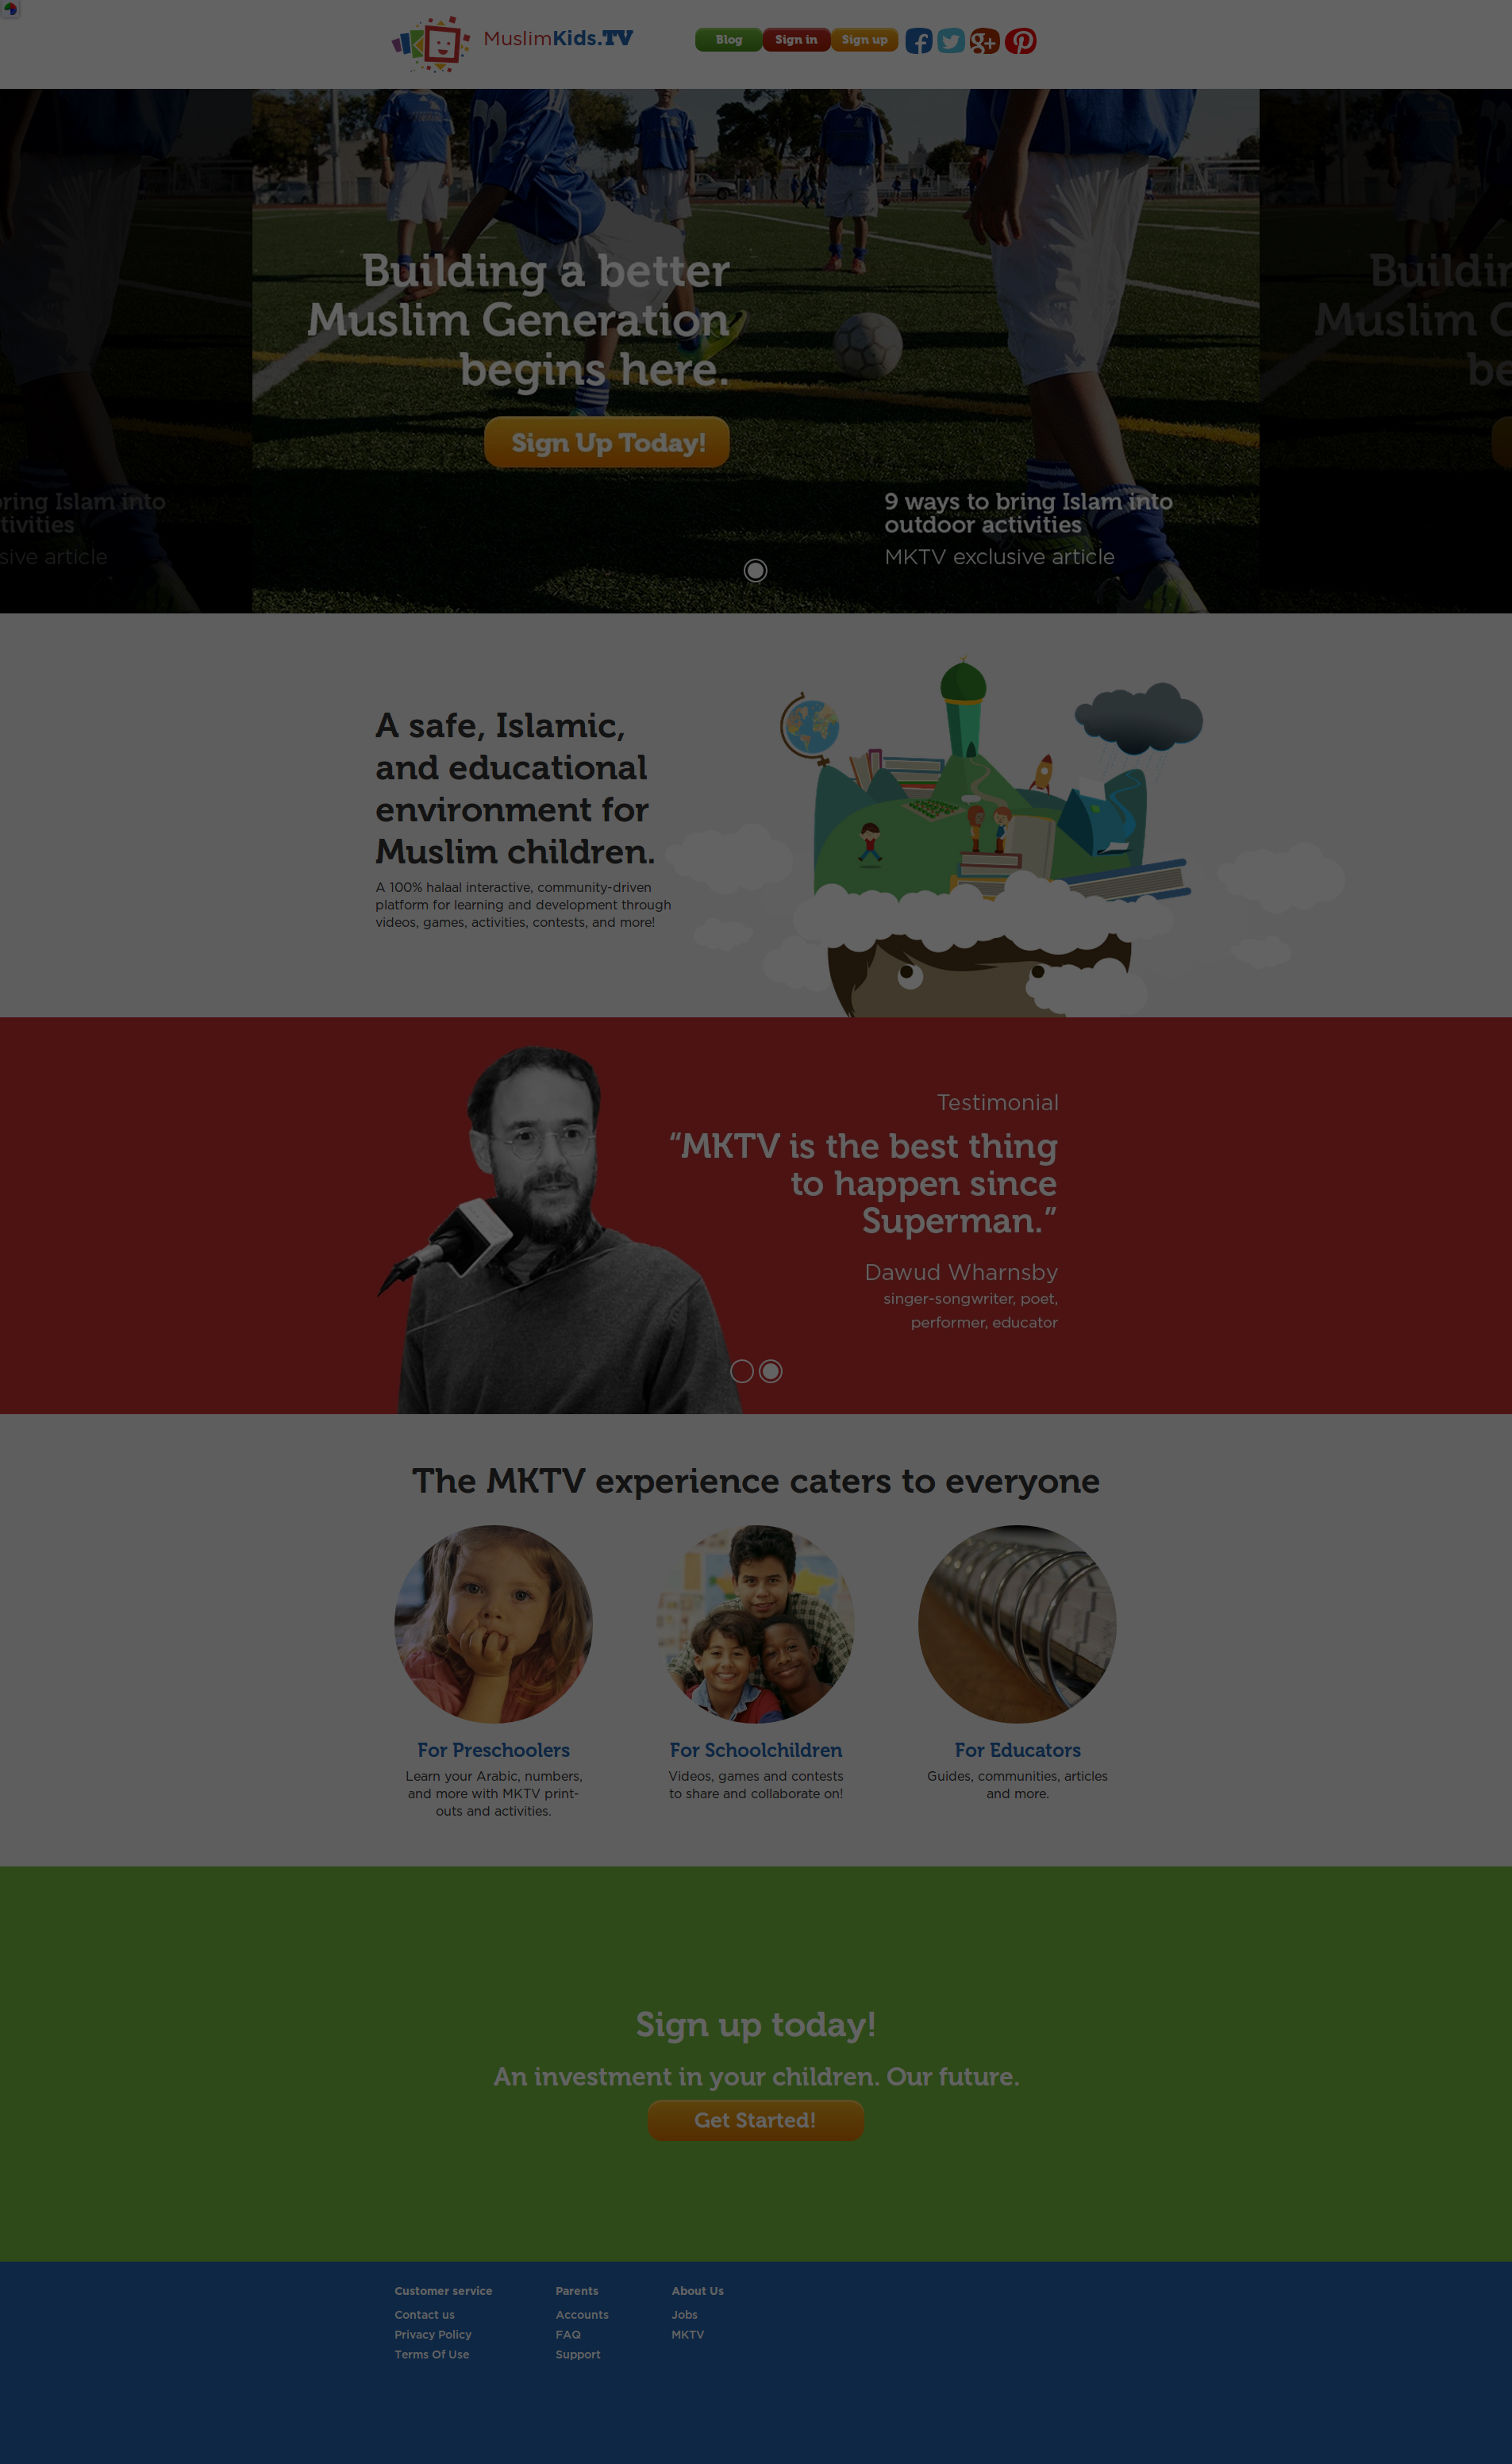 MuslimKids.TV
Blog
Sign in
Sign up
Building a better
Muslim Generation
begins here.
Sign Up Today!
9 ways to bring Islam into
outdoor activities
MKTV exclusive article
bring Islam into
tivities
sive article
Buildin
Muslim G
be
A safe, Islamic,
and educational
environment for
Muslim children.
A 100% halaal interactive, community-driven
platform for learning and development through
videos, games, activities, contests, and more!
Testimonial
“MKTV is the best thing
to happen since
Superman.”
Dawud Wharnsby
singer-songwriter, poet,
performer, educator
The MKTV experience caters to everyone
For Preschoolers
Learn your Arabic, numbers,
and more with MKTV print-
outs and activities.
For Schoolchildren
Videos, games and contests
to share and collaborate on!
For Educators
Guides, communities, articles
and more.
Sign up today!
An investment in your children. Our future.
Get Started!
Customer service
Contact us
Privacy Policy
Terms Of Use
Parents
Accounts
FAQ
Support
About Us
Jobs
MKTV